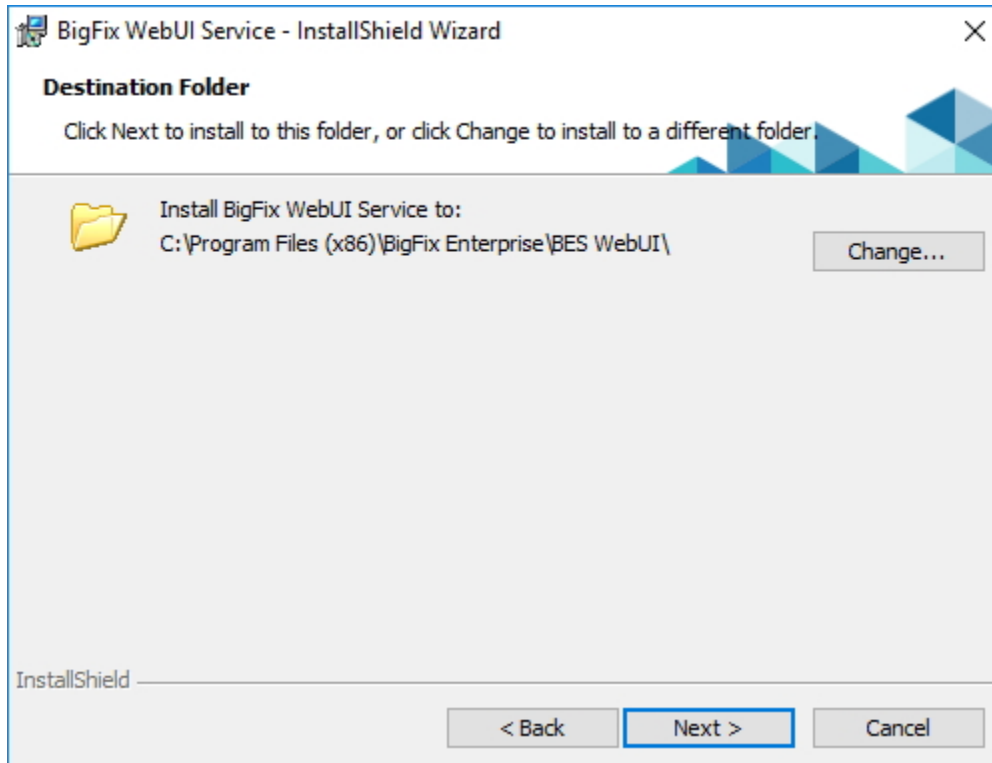 BigFix WebUI Service - InstallShield Wizard
Destination Folder
Click Next to install to this folder, or click Change to install to a different folder.
Install BigFix WebUI Service to:
C:\Program Files (x86)\BigFix Enterprise\BES WebUI\
Change...
InstallShield
< Back
Next >
Cancel